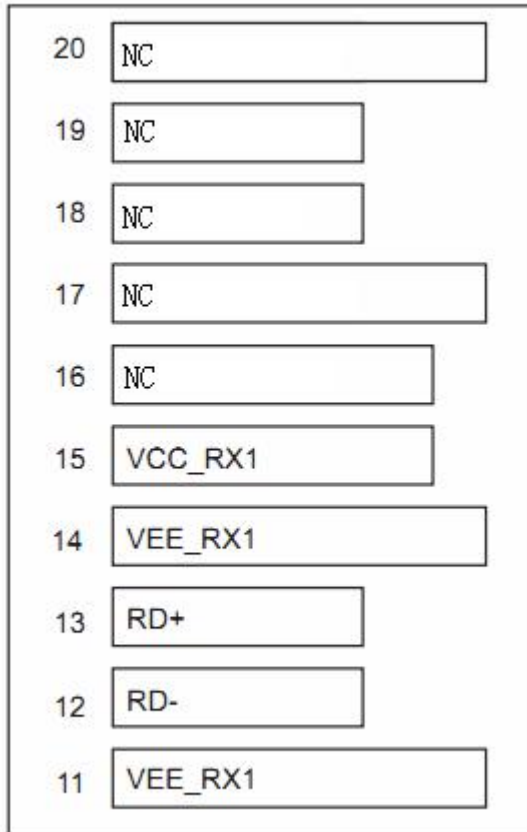 20 NC
19 NC
18 NC
17 NC
16 NC
15 VCC_RX1
14 VEE_RX1
13 RD+
12 RD-
11 VEE_RX1